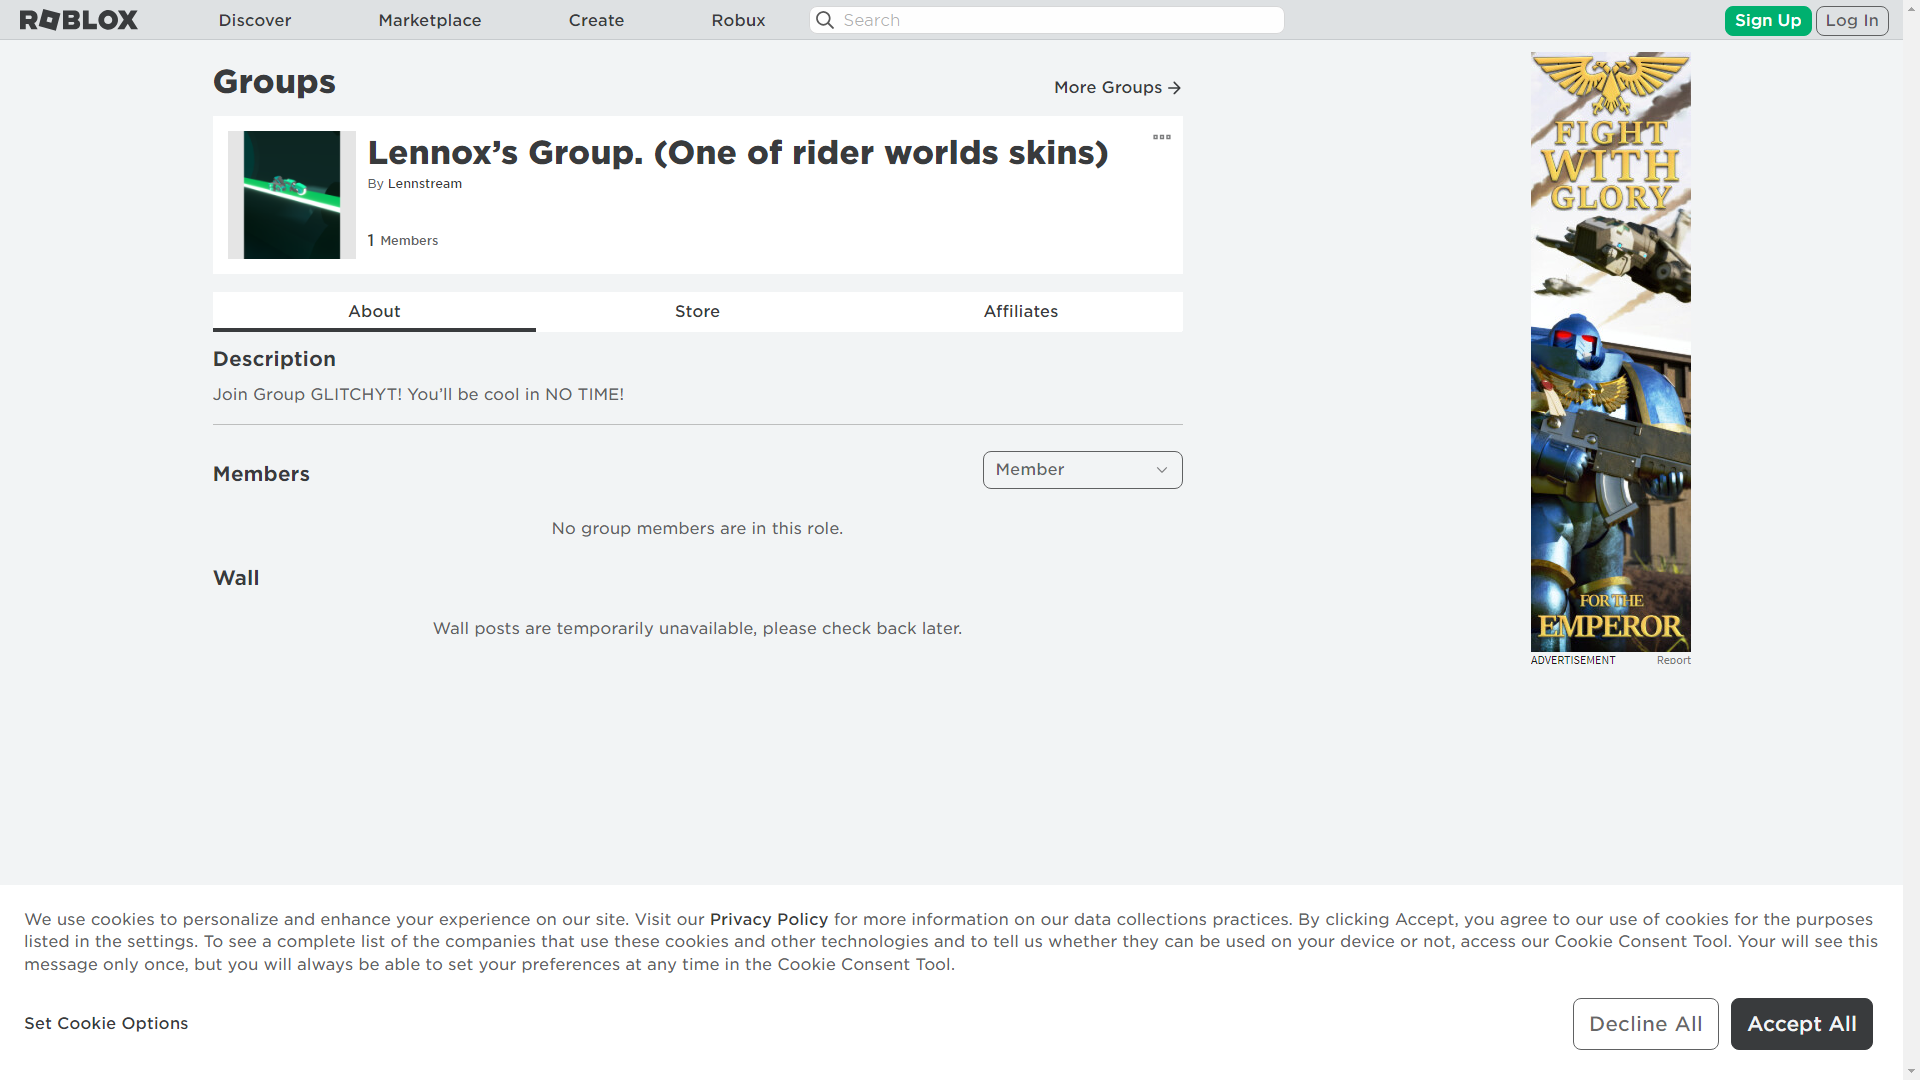 ROBLOX
Discover
Marketplace
Create
Robux
Search
Sign Up
Log In
Groups
More Groups
Lennox’s Group. (One of rider worlds skins)
By Lennstream
1 Members
About
Store
Affiliates
Description
Join Group GLITCHYT! You’ll be cool in NO TIME!
Members
Member
No group members are in this role.
Wall
Wall posts are temporarily unavailable, please check back later.
FIGHT
WITH
GLORY
FOR THE
EMPEROR
ADVERTISEMENT
Report
We use cookies to personalize and enhance your experience on our site. Visit our Privacy Policy for more information on our data collections practices. By clicking Accept, you agree to our use of cookies for the purposes
listed in the settings. To see a complete list of the companies that use these cookies and other technologies and to tell us whether they can be used on your device or not, access our Cookie Consent Tool. Your will see this
message only once, but you will always be able to set your preferences at any time in the Cookie Consent Tool.
Set Cookie Options
Decline All
Accept All